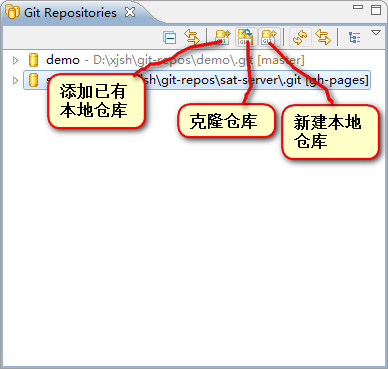 Git Repositories
demo - D:\xjsh\git-repos\demo\.git [master]
sh\git-repos\sat-server\.git [gh-pages]
添加已有
本地仓库
克隆仓库
新建本地
仓库